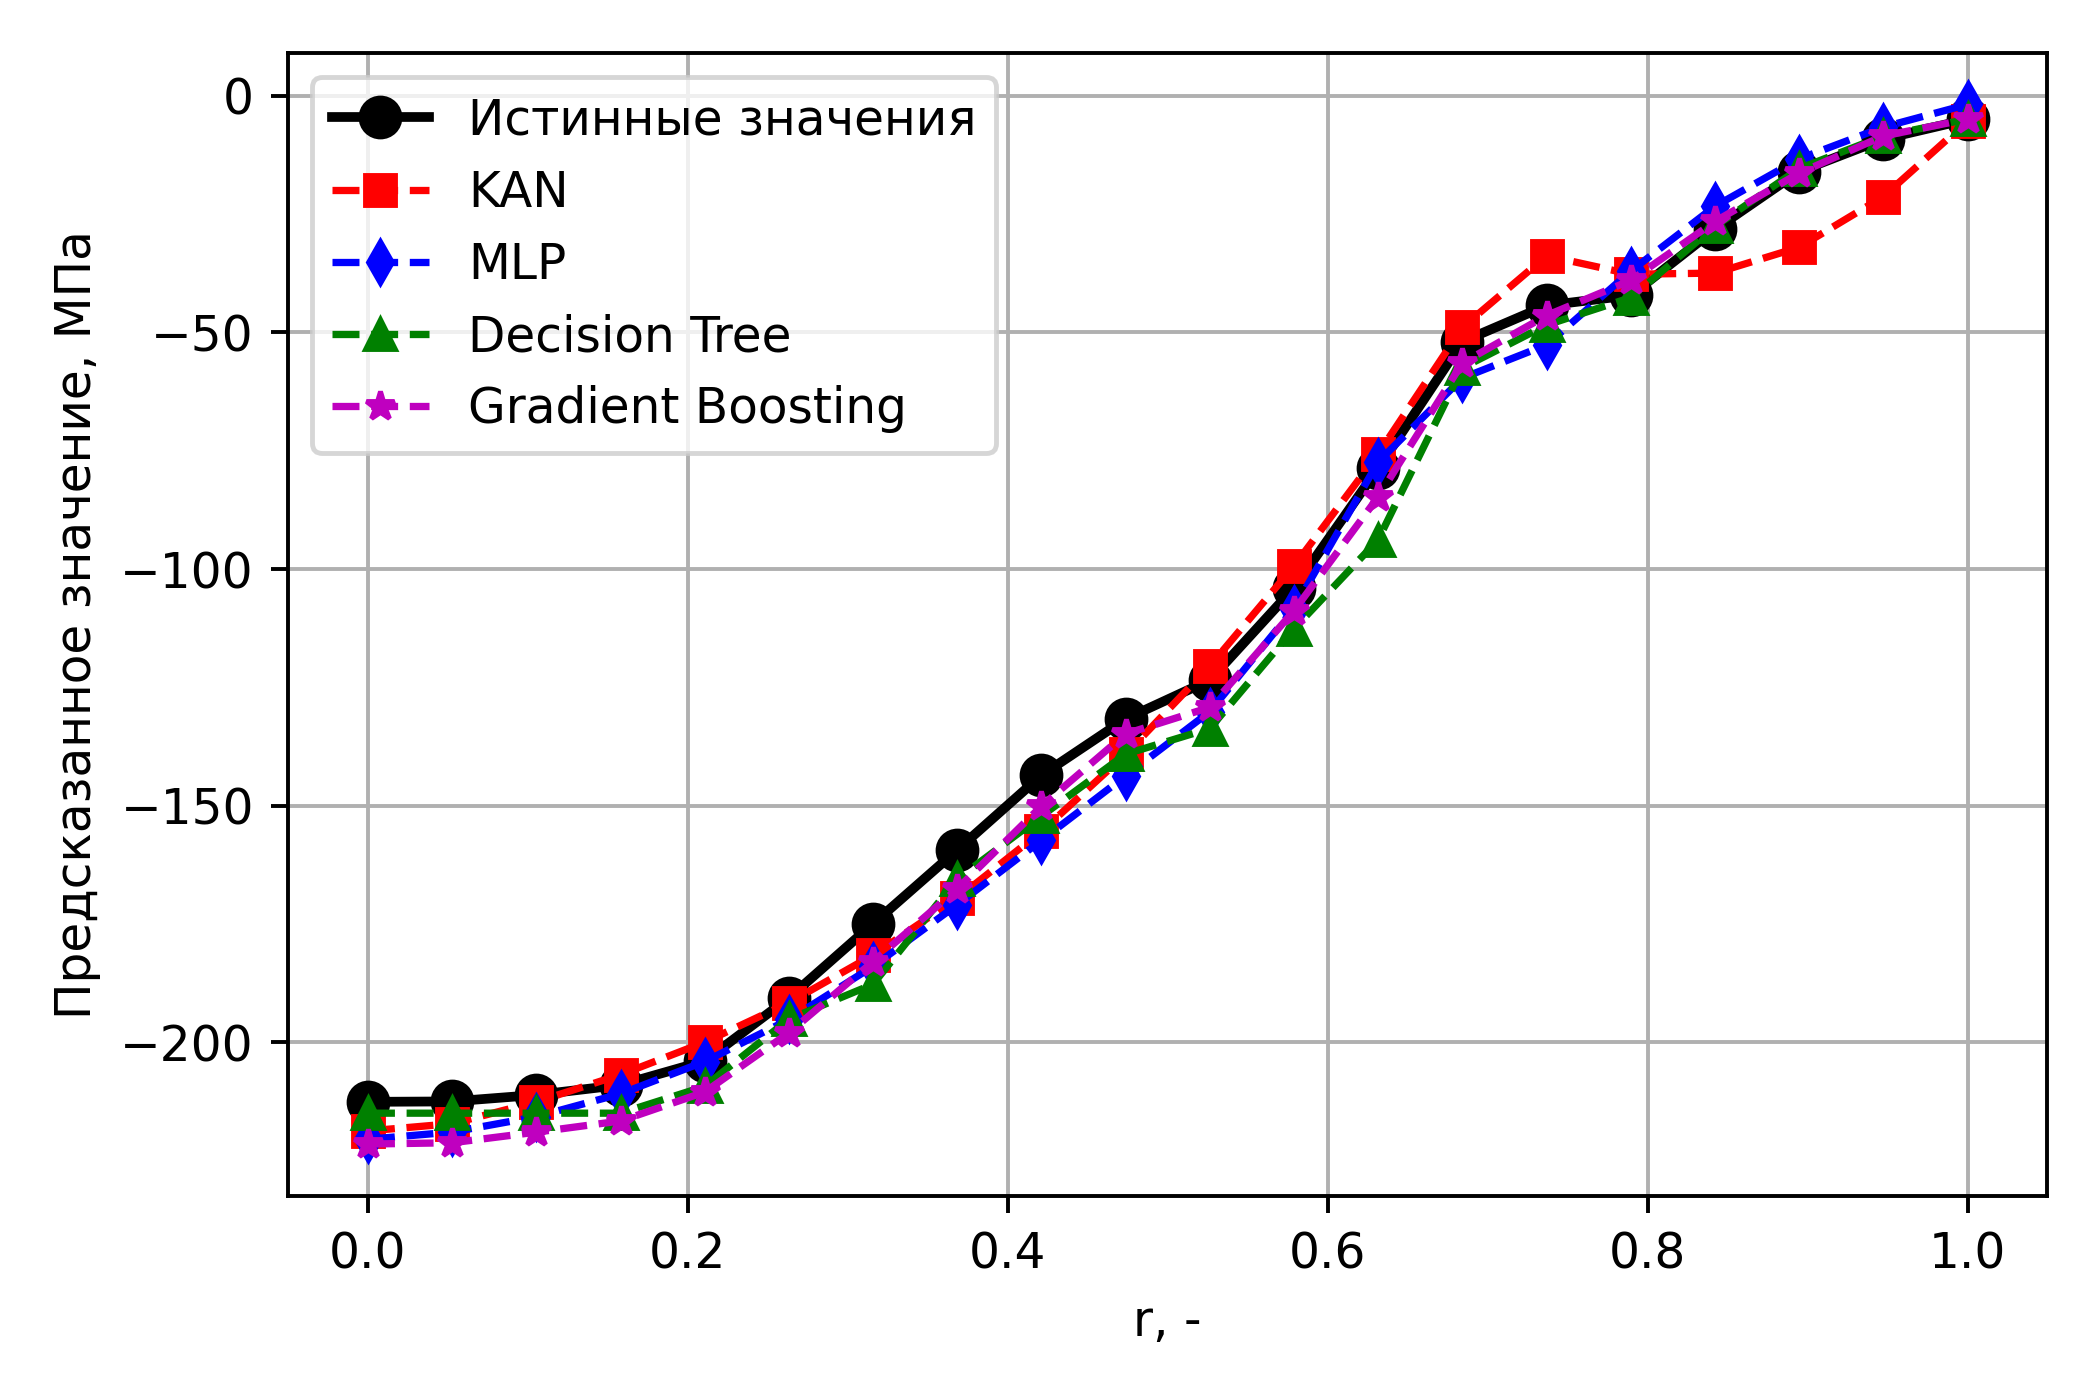 Истинные значения
KAN
MLP
Decision Tree
Gradient Boosting
Предсказанное значение, МПа
0
−50
−100
−150
−200
0.0 0.2 0.4 0.6 0.8 1.0
r, -